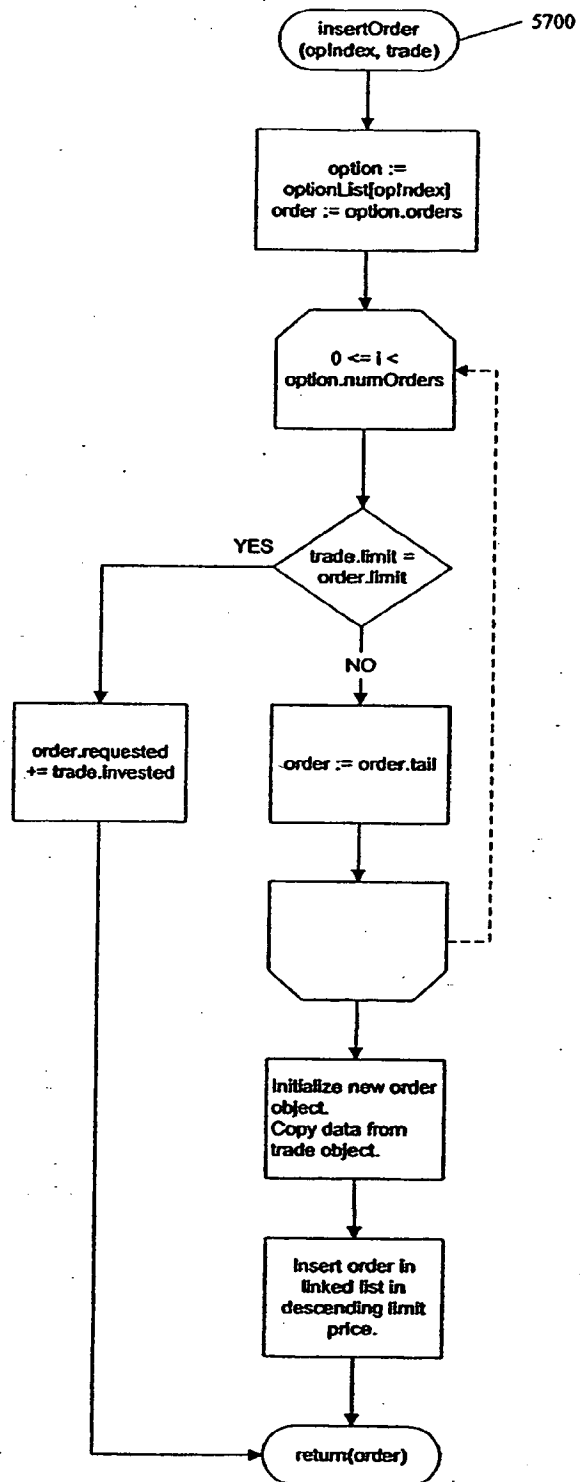 insertOrder
(opIndex, trade)
5700
option :=
optionList[opIndex]
order := option.orders
0 <= i <
option.numOrders
YES
trade.limit =
order.limit
NO
order.requested
+= trade.invested
order := order.tail
Initialize new order
object.
Copy data from
trade object.
Insert order in
linked list in
descending limit
price.
return(order)